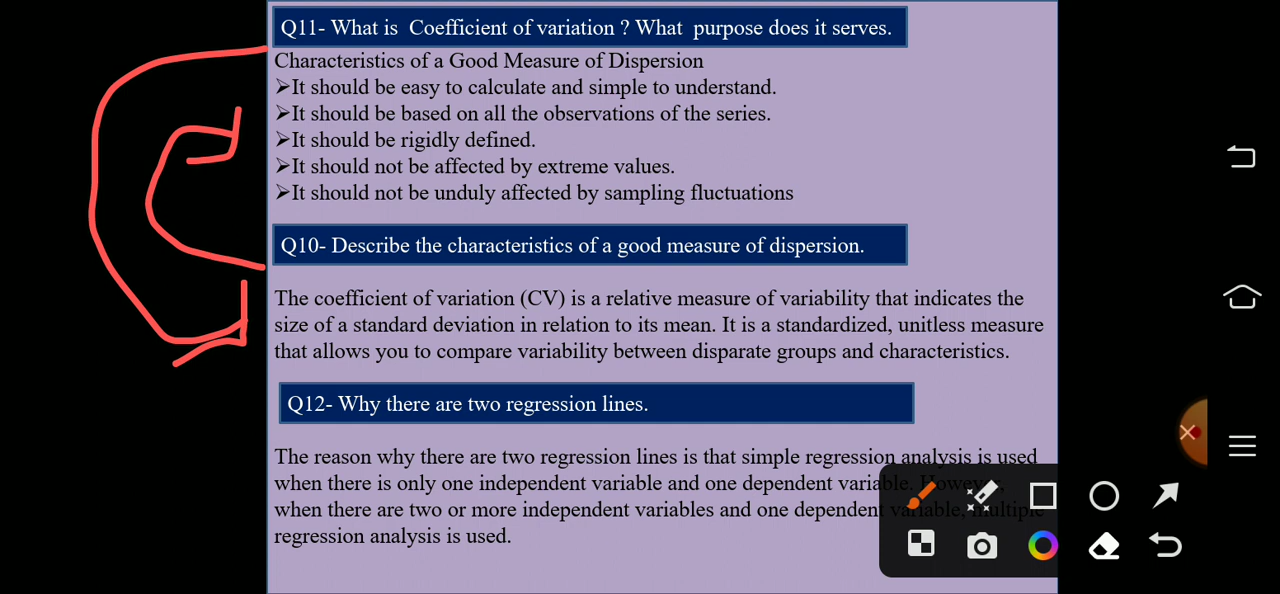 Q11- What is Coefficient of variation ? What purpose does it serves.
Characteristics of a Good Measure of Dispersion
➢It should be easy to calculate and simple to understand.
➢It should be based on all the observations of the series.
➢It should be rigidly defined.
➢It should not be affected by extreme values.
➢It should not be unduly affected by sampling fluctuations
Q10- Describe the characteristics of a good measure of dispersion.
The coefficient of variation (CV) is a relative measure of variability that indicates the
size of a standard deviation in relation to its mean. It is a standardized, unitless measure
that allows you to compare variability between disparate groups and characteristics.
Q12- Why there are two regression lines.
The reason why there are two regression lines is that simple regression analysis is used
when there is only one independent variable and one dependent variable. However,
when there are two or more independent variables and one dependent variable, multiple
regression analysis is used.